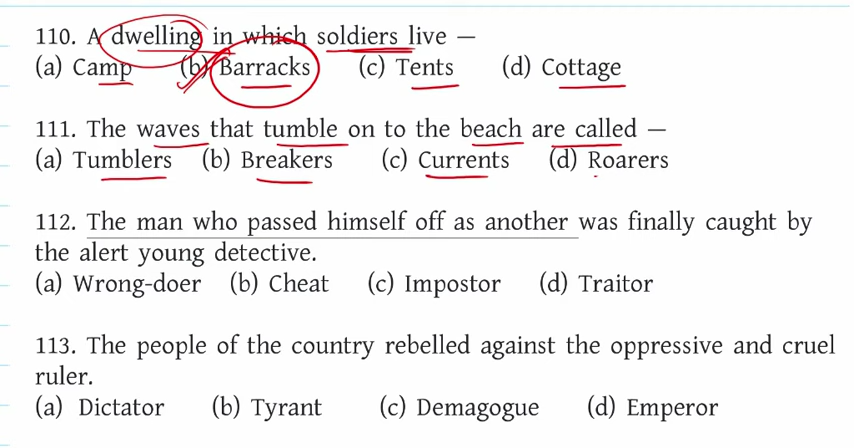 110. A dwelling in which soldiers live —
(a) Camp (b) Barracks (c) Tents (d) Cottage
111. The waves that tumble on to the beach are called —
(a) Tumblers (b) Breakers (c) Currents (d) Roarers
112. The man who passed himself off as another was finally caught by
the alert young detective.
(a) Wrong-doer (b) Cheat (c) Impostor (d) Traitor
113. The people of the country rebelled against the oppressive and cruel
ruler.
(a) Dictator (b) Tyrant (c) Demagogue (d) Emperor